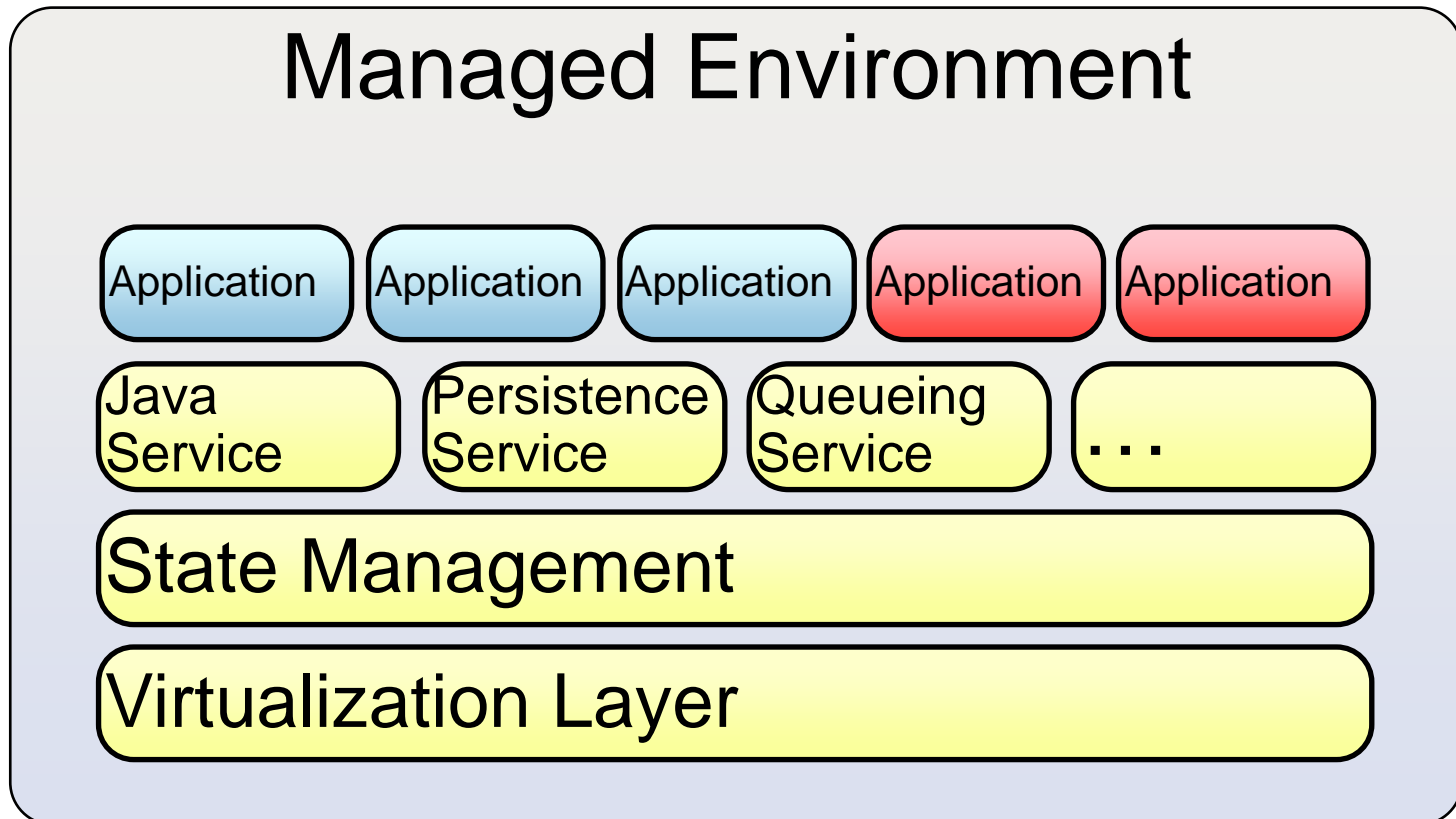 Managed Environment
Application Application Application Application Application
Java Persistence Queueing
Service Service Service ...
State Management
Virtualization Layer